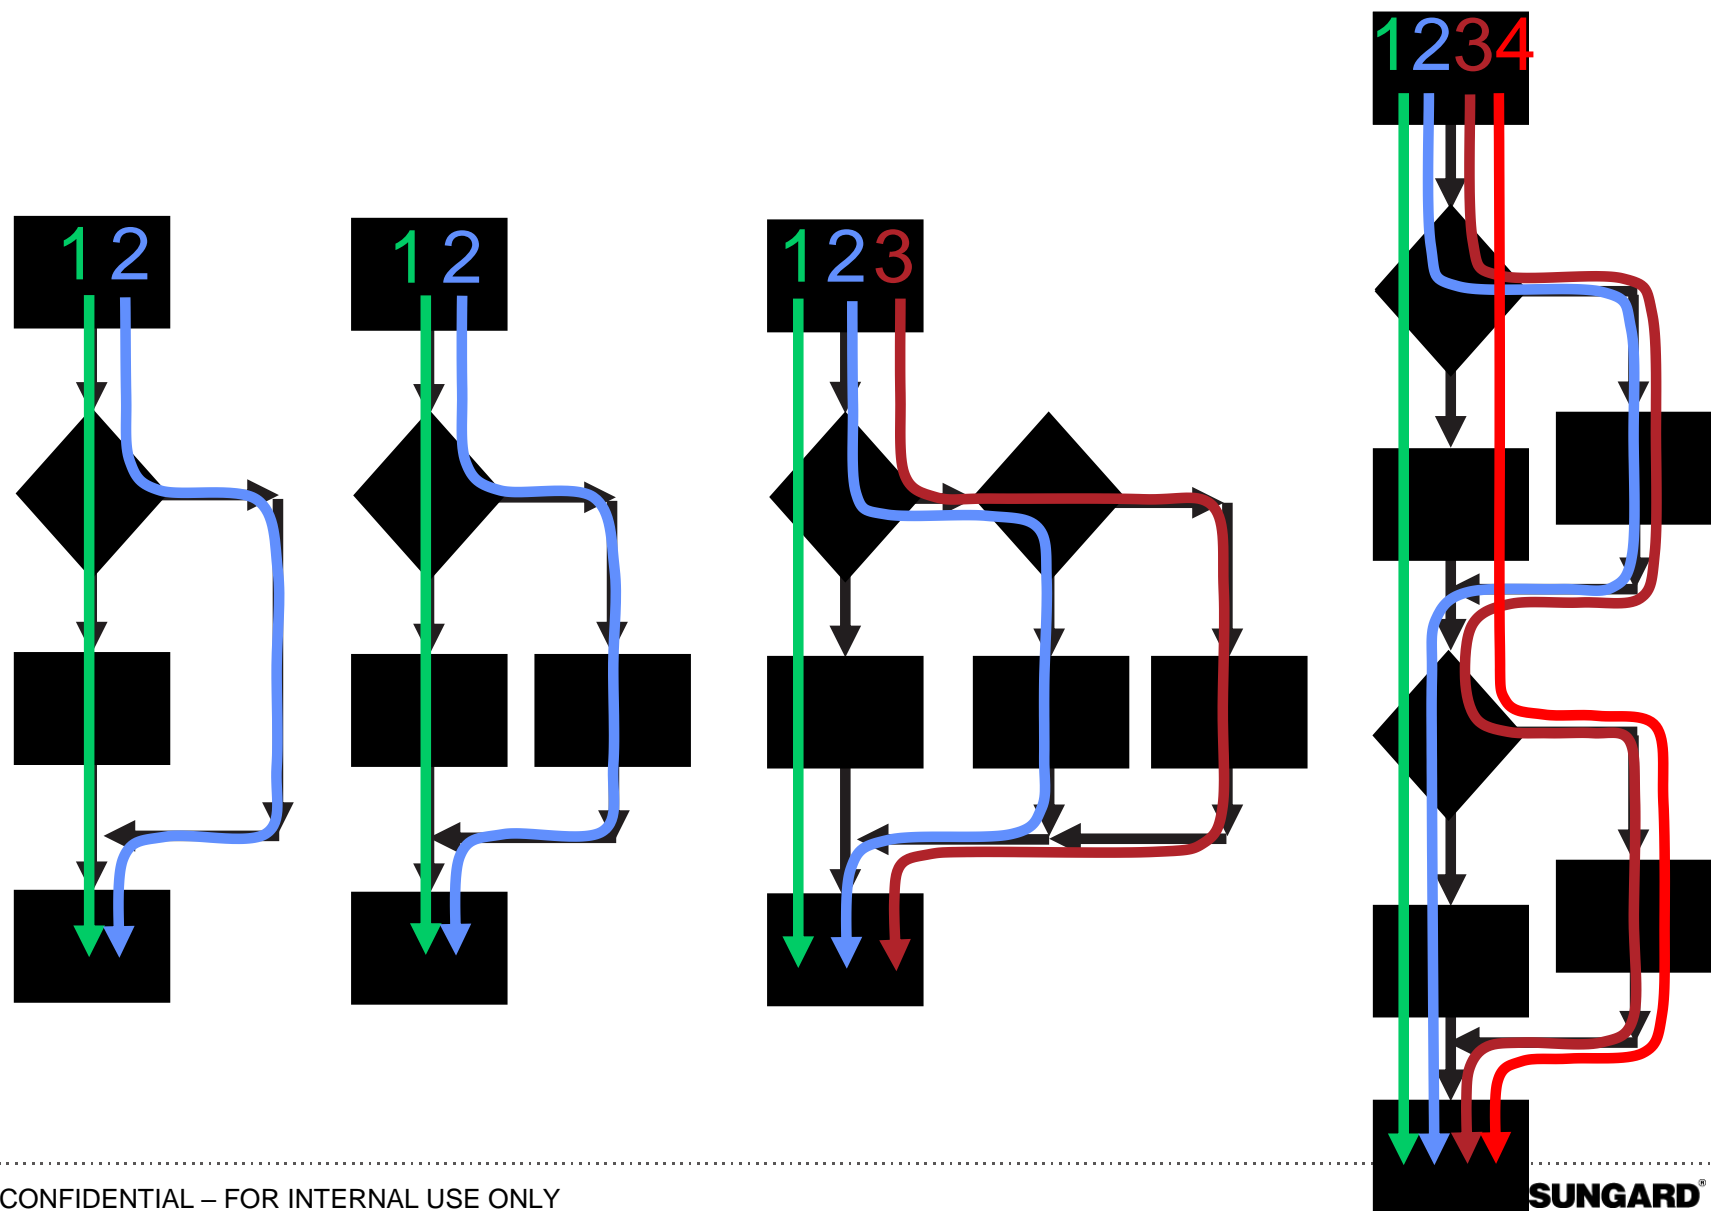 1234
12
12
123
CONFIDENTIAL – FOR INTERNAL USE ONLY
SUNGARD®